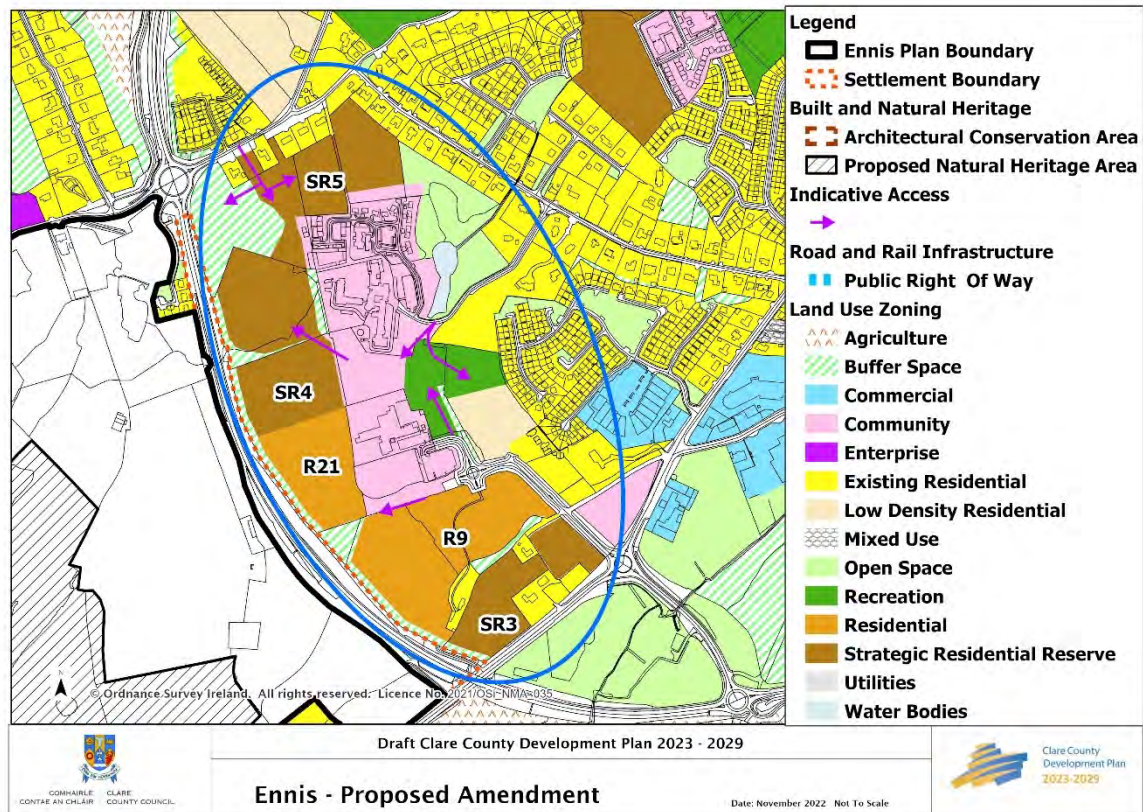 SR5
SR4
R21
R9
SR3
N
© Ordnance Survey Ireland. All rights reserved. Licence No. 2021/OSi_NMA_035
Legend
Ennis Plan Boundary
Settlement Boundary
Built and Natural Heritage
Architectural Conservation Area
Proposed Natural Heritage Area
Indicative Access
Road and Rail Infrastructure
Public Right Of Way
Land Use Zoning
Agriculture
Buffer Space
Commercial
Community
Enterprise
Existing Residential
Low Density Residential
Mixed Use
Open Space
Recreation
Residential
Strategic Residential Reserve
Utilities
Water Bodies
COMHAIRLE CLARE
CONTAE AN CHLÁIR COUNTY COUNCIL
Draft Clare County Development Plan 2023 - 2029
Ennis - Proposed Amendment
Date: November 2022 Not To Scale
Clare County
Development Plan
2023-2029